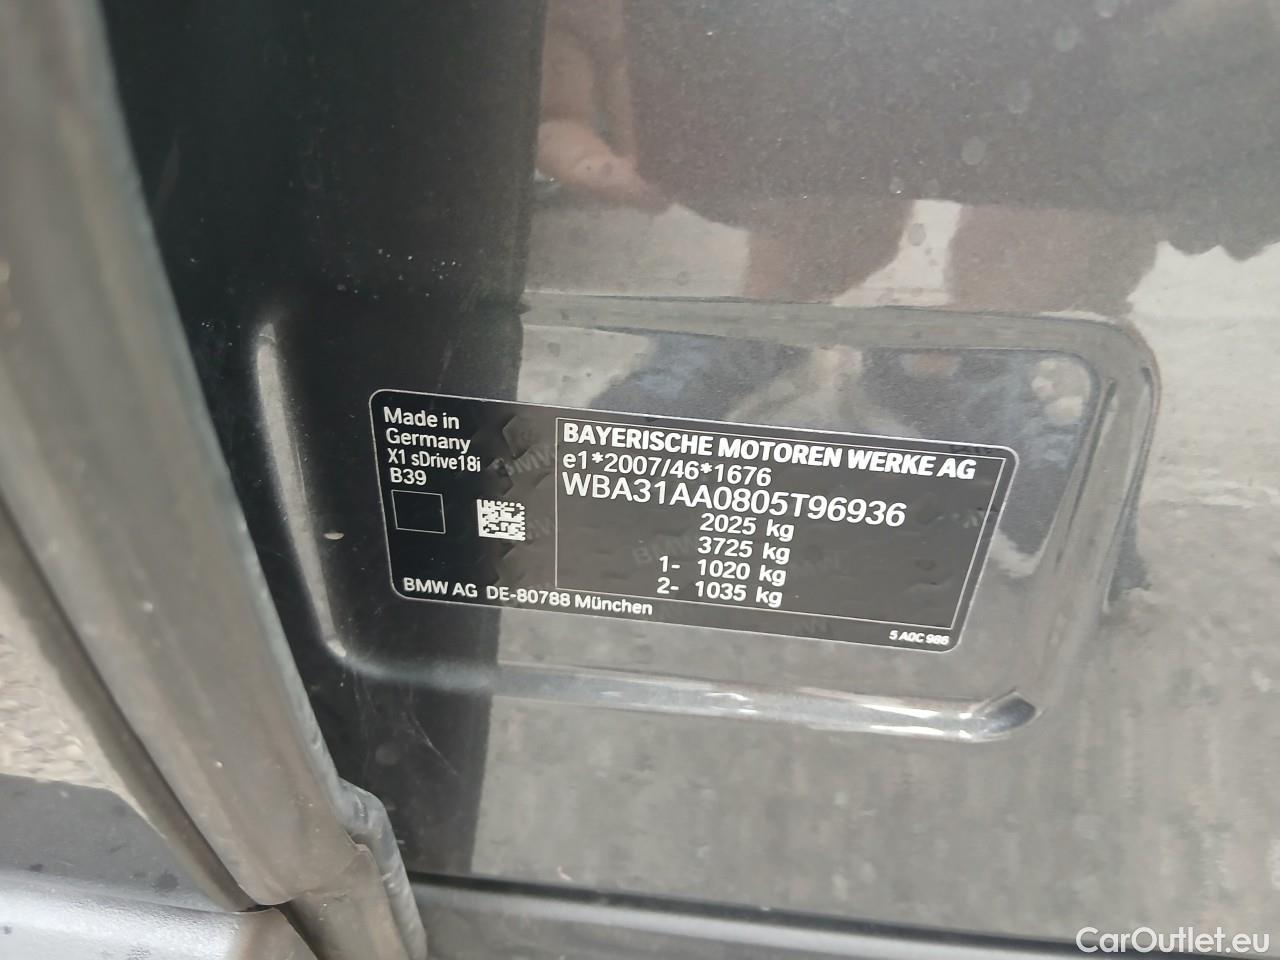 Made in
Germany
X1 sDrive18i
B39
BAYERISCHE MOTOREN WERKE AG
e1*2007/46*1676
WBA31AA0805T96936
2025 kg
3725 kg
1- 1020 kg
2- 1035 kg
BMW AG DE-80788 München
5 A0C 986
CarOutlet.eu